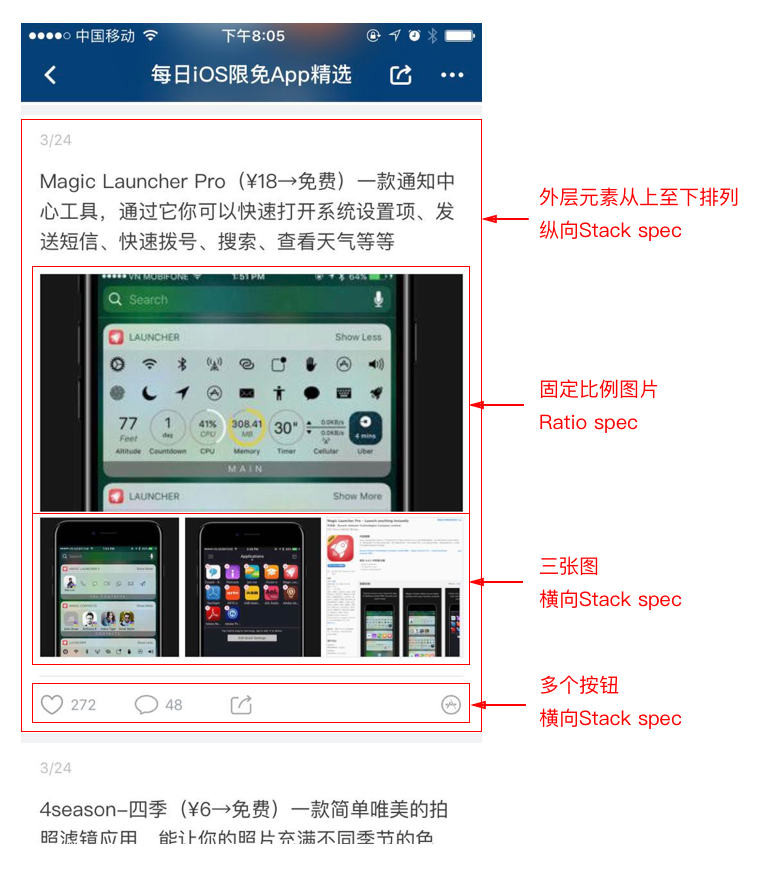 中国移动 下午8:05
每日iOS限免App精选
3/24
Magic Launcher Pro（¥18→免费）一款通知中
心工具，通过它你可以快速打开系统设置项、发
送短信、快速拨号、搜索、查看天气等等
外层元素从上至下排列
纵向Stack spec
VN MOBIFONE 1:51 PM 64%
Search
LAUNCHER Show Less
77 1 41% 308.41 30" 0.0KB/s
Feet day CPU MB 0.0KB/s 4 mins
Altitude Countdown CPU Memory Timer Cellular Uber
MAIN
LAUNCHER Show More
固定比例图片
Ratio spec
Applications
Magic Launcher Pro - Launch anything instantly
三张图
横向Stack spec
272 48
多个按钮
横向Stack spec
3/24
4season-四季（¥6→免费）一款简单唯美的拍
照滤镜应用，能让你的照片充满不同季节的色